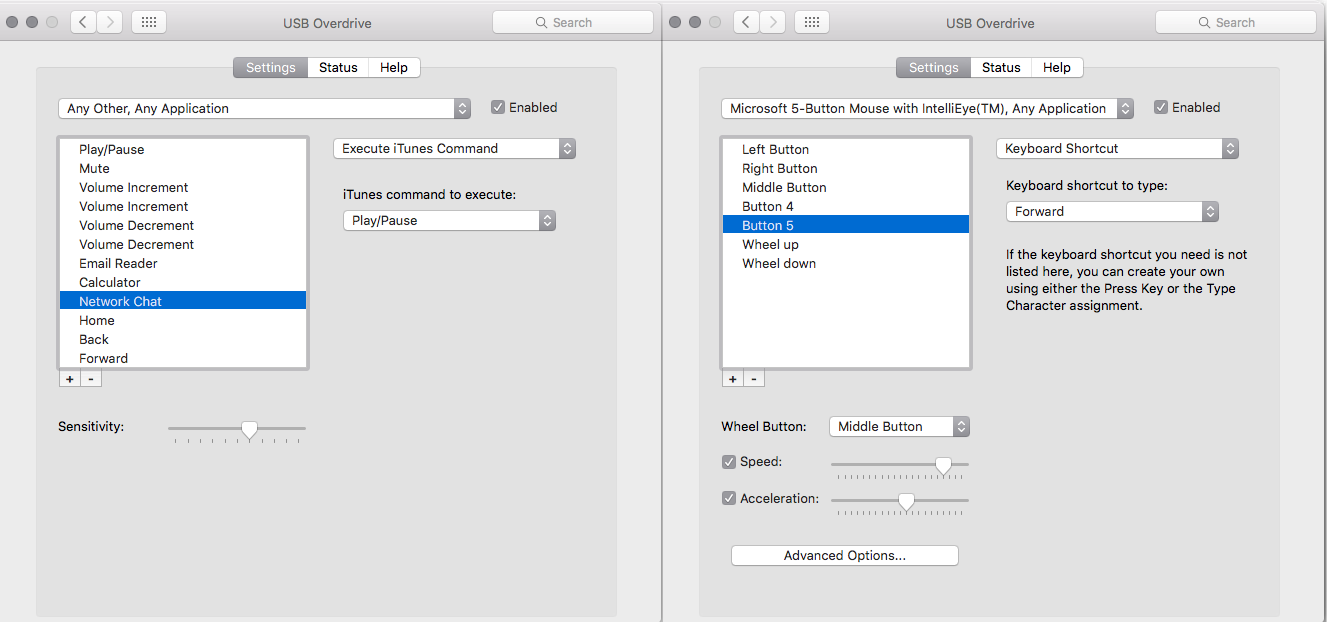 USB Overdrive
Search
Settings
Status
Help
Any Other, Any Application
Enabled
Play/Pause
Mute
Volume Increment
Volume Increment
Volume Decrement
Volume Decrement
Email Reader
Calculator
Network Chat
Home
Back
Forward
+
-
Execute iTunes Command
iTunes command to execute:
Play/Pause
Sensitivity:
USB Overdrive
Search
Settings
Status
Help
Microsoft 5-Button Mouse with IntelliEye(TM), Any Application
Enabled
Left Button
Right Button
Middle Button
Button 4
Button 5
Wheel up
Wheel down
+
-
Keyboard Shortcut
Keyboard shortcut to type:
Forward
If the keyboard shortcut you need is not
listed here, you can create your own
using either the Press Key or the Type
Character assignment.
Wheel Button:
Middle Button
Speed:
Acceleration:
Advanced Options...